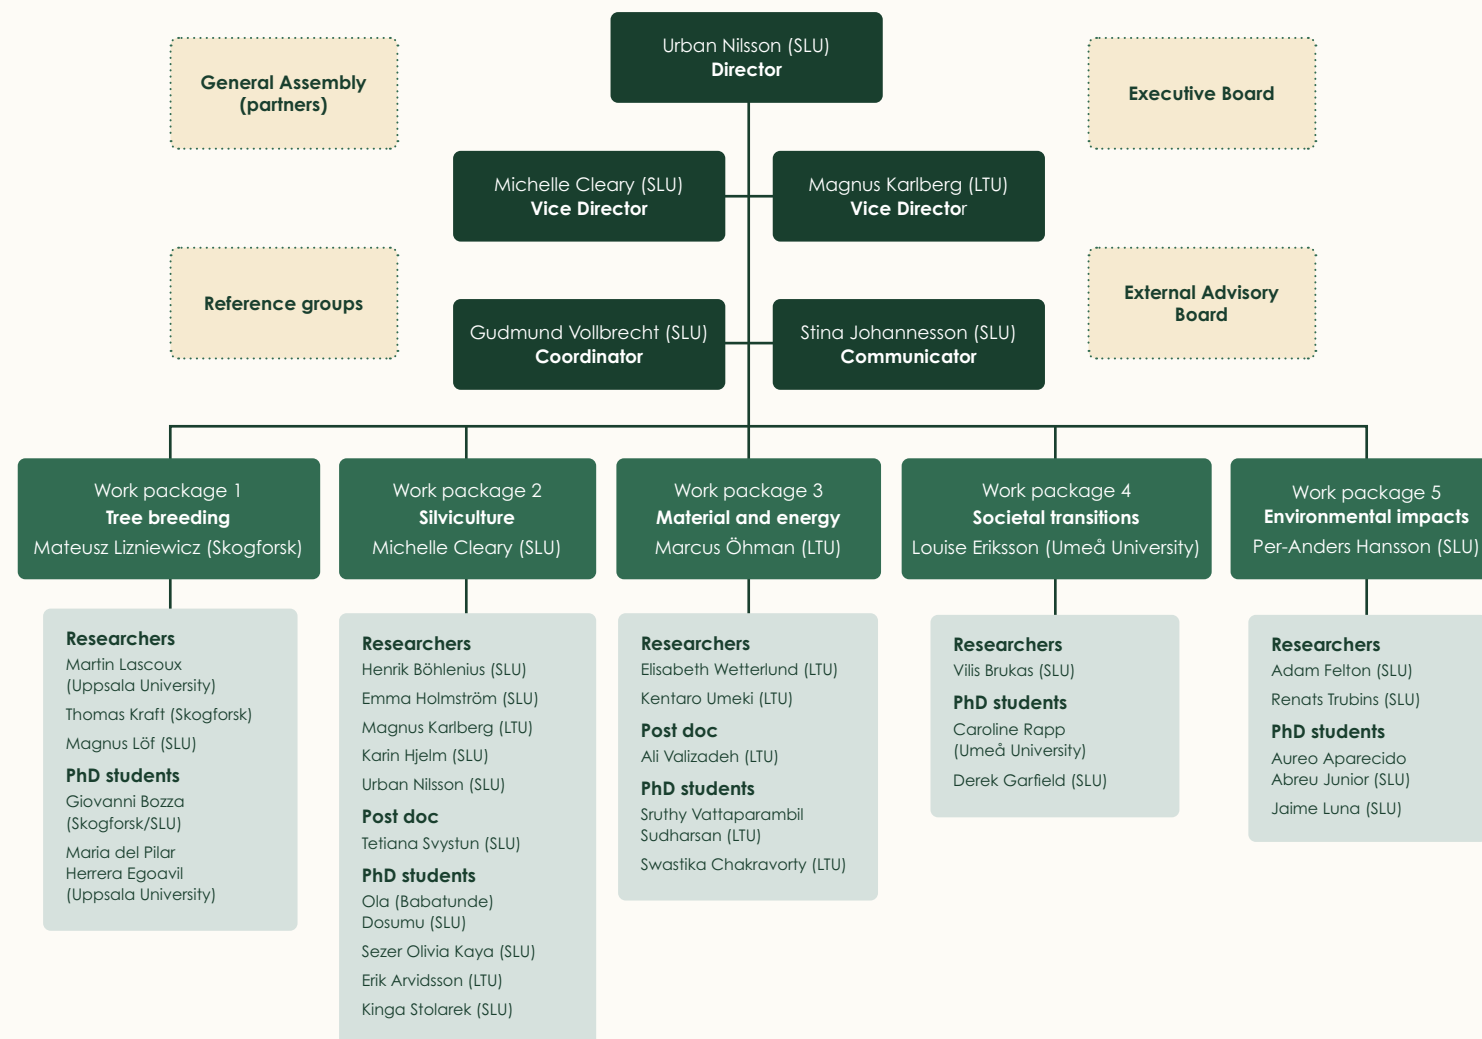 Urban Nilsson (SLU)
Director
General Assembly
(partners)
Executive Board
Michelle Cleary (SLU)
Vice Director
Magnus Karlberg (LTU)
Vice Director
Reference groups
External Advisory
Board
Gudmund Vollbrecht (SLU)
Coordinator
Stina Johannesson (SLU)
Communicator
Work package 1
Tree breeding
Mateusz Lizniewicz (Skogforsk)
Researchers
Martin Lascoux
(Uppsala University)
Thomas Kraft (Skogforsk)
Magnus Löf (SLU)
PhD students
Giovanni Bozza
(Skogforsk/SLU)
Maria del Pilar
Herrera Egoavil
(Uppsala University)
Work package 2
Silviculture
Michelle Cleary (SLU)
Researchers
Henrik Böhlenius (SLU)
Emma Holmström (SLU)
Magnus Karlberg (LTU)
Karin Hjelm (SLU)
Urban Nilsson (SLU)
Post doc
Tetiana Svystun (SLU)
PhD students
Ola (Babatunde)
Dosumu (SLU)
Sezer Olivia Kaya (SLU)
Erik Arvidsson (LTU)
Kinga Stolarek (SLU)
Work package 3
Material and energy
Marcus Öhman (LTU)
Researchers
Elisabeth Wetterlund (LTU)
Kentaro Umeki (LTU)
Post doc
Ali Valizadeh (LTU)
PhD students
Sruthy Vattaparambil
Sudharsan (LTU)
Swastika Chakravorty (LTU)
Work package 4
Societal transitions
Louise Eriksson (Umeå University)
Researchers
Vilis Brukas (SLU)
PhD students
Caroline Rapp
(Umeå University)
Derek Garfield (SLU)
Work package 5
Environmental impacts
Per-Anders Hansson (SLU)
Researchers
Adam Felton (SLU)
Renats Trubins (SLU)
PhD students
Aureo Aparecido
Abreu Junior (SLU)
Jaime Luna (SLU)